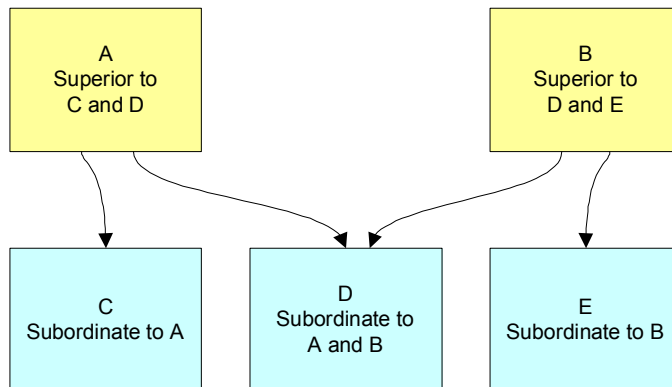 A
Superior to
C and D
B
Superior to
D and E
C
Subordinate to A
D
Subordinate to
A and B
E
Subordinate to B